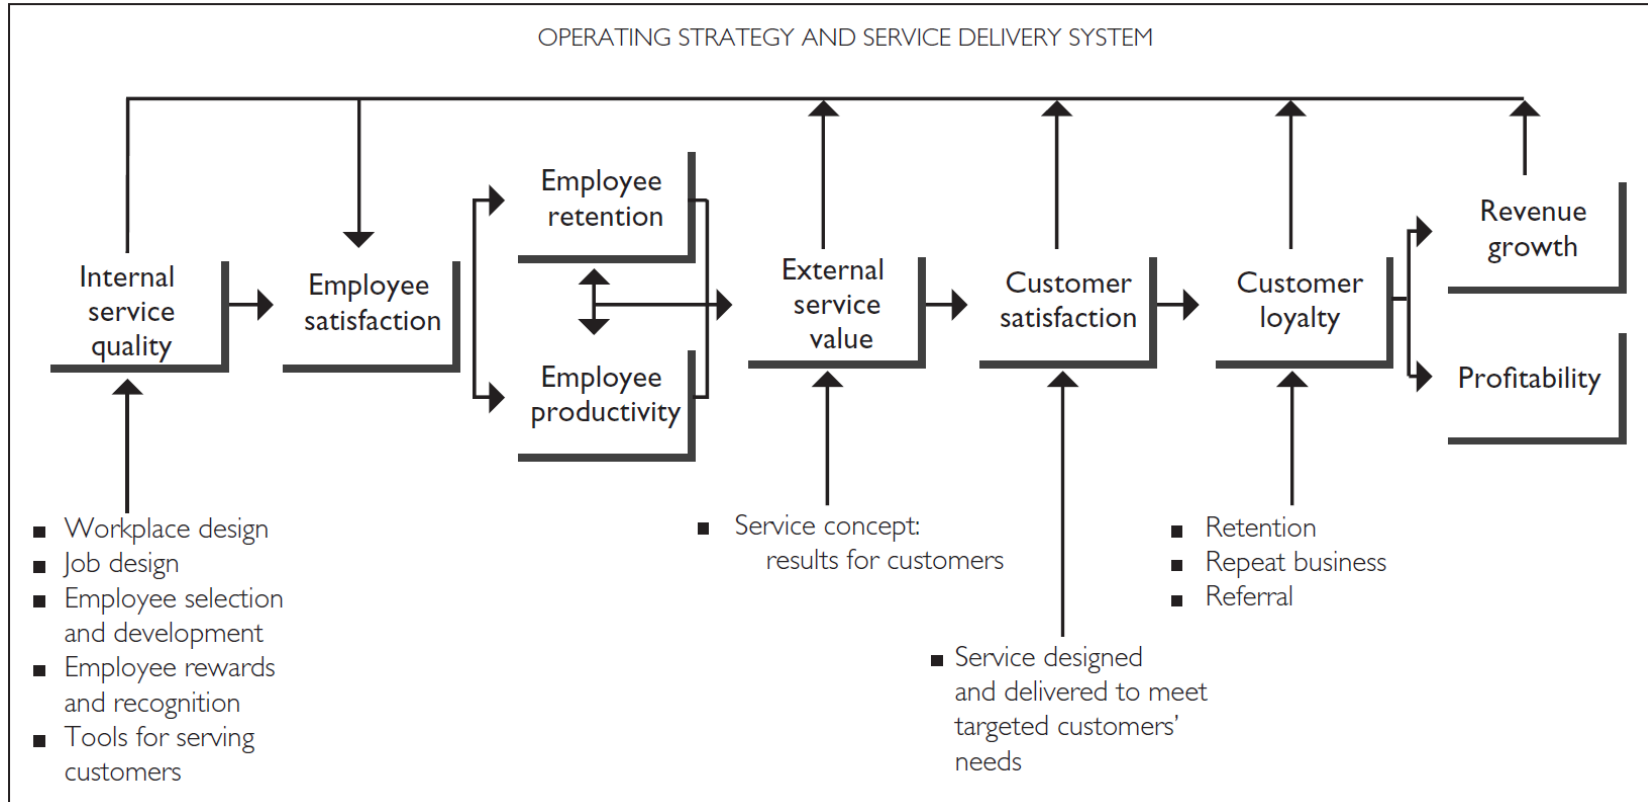 OPERATING STRATEGY AND SERVICE DELIVERY SYSTEM
Internal
service
quality
Employee
satisfaction
Employee
retention
Employee
productivity
External
service
value
Customer
satisfaction
Customer
loyalty
Revenue
growth
Profitability
■ Workplace design
■ Job design
■ Employee selection
and development
■ Employee rewards
and recognition
■ Tools for serving
customers
■ Service concept:
results for customers
■ Service designed
and delivered to meet
targeted customers’
needs
■ Retention
■ Repeat business
■ Referral